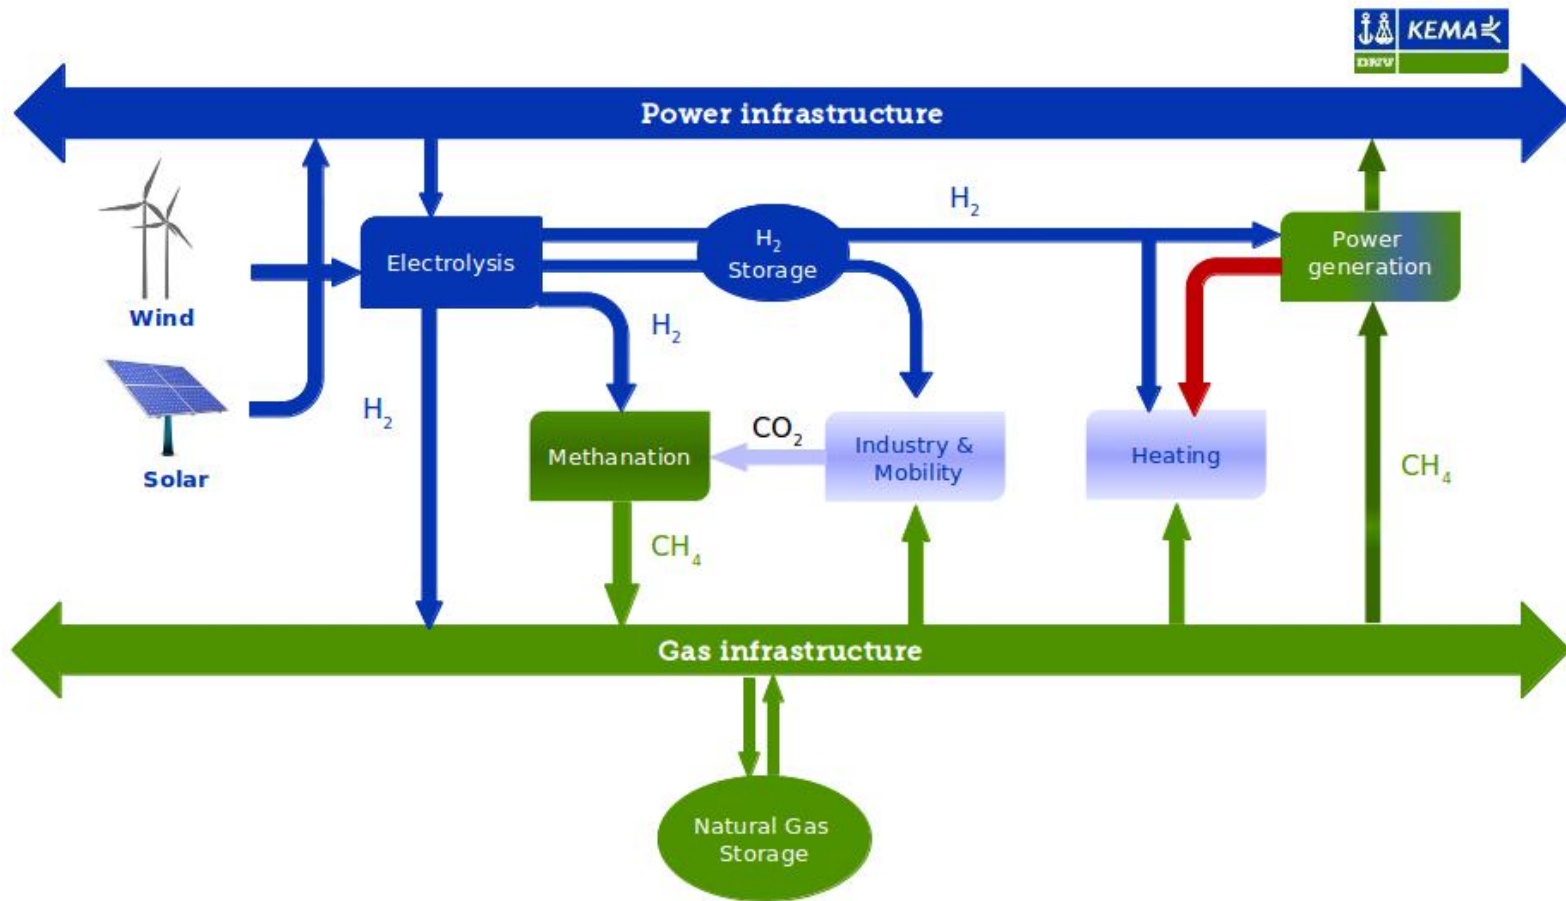 KEMA
DNV
Power infrastructure
H₂
Electrolysis
H₂
Storage
Power
generation
Wind
H₂
H₂
Solar
Methanation
CO₂
Industry &
Mobility
Heating
CH₄
CH₄
Gas infrastructure
Natural Gas
Storage